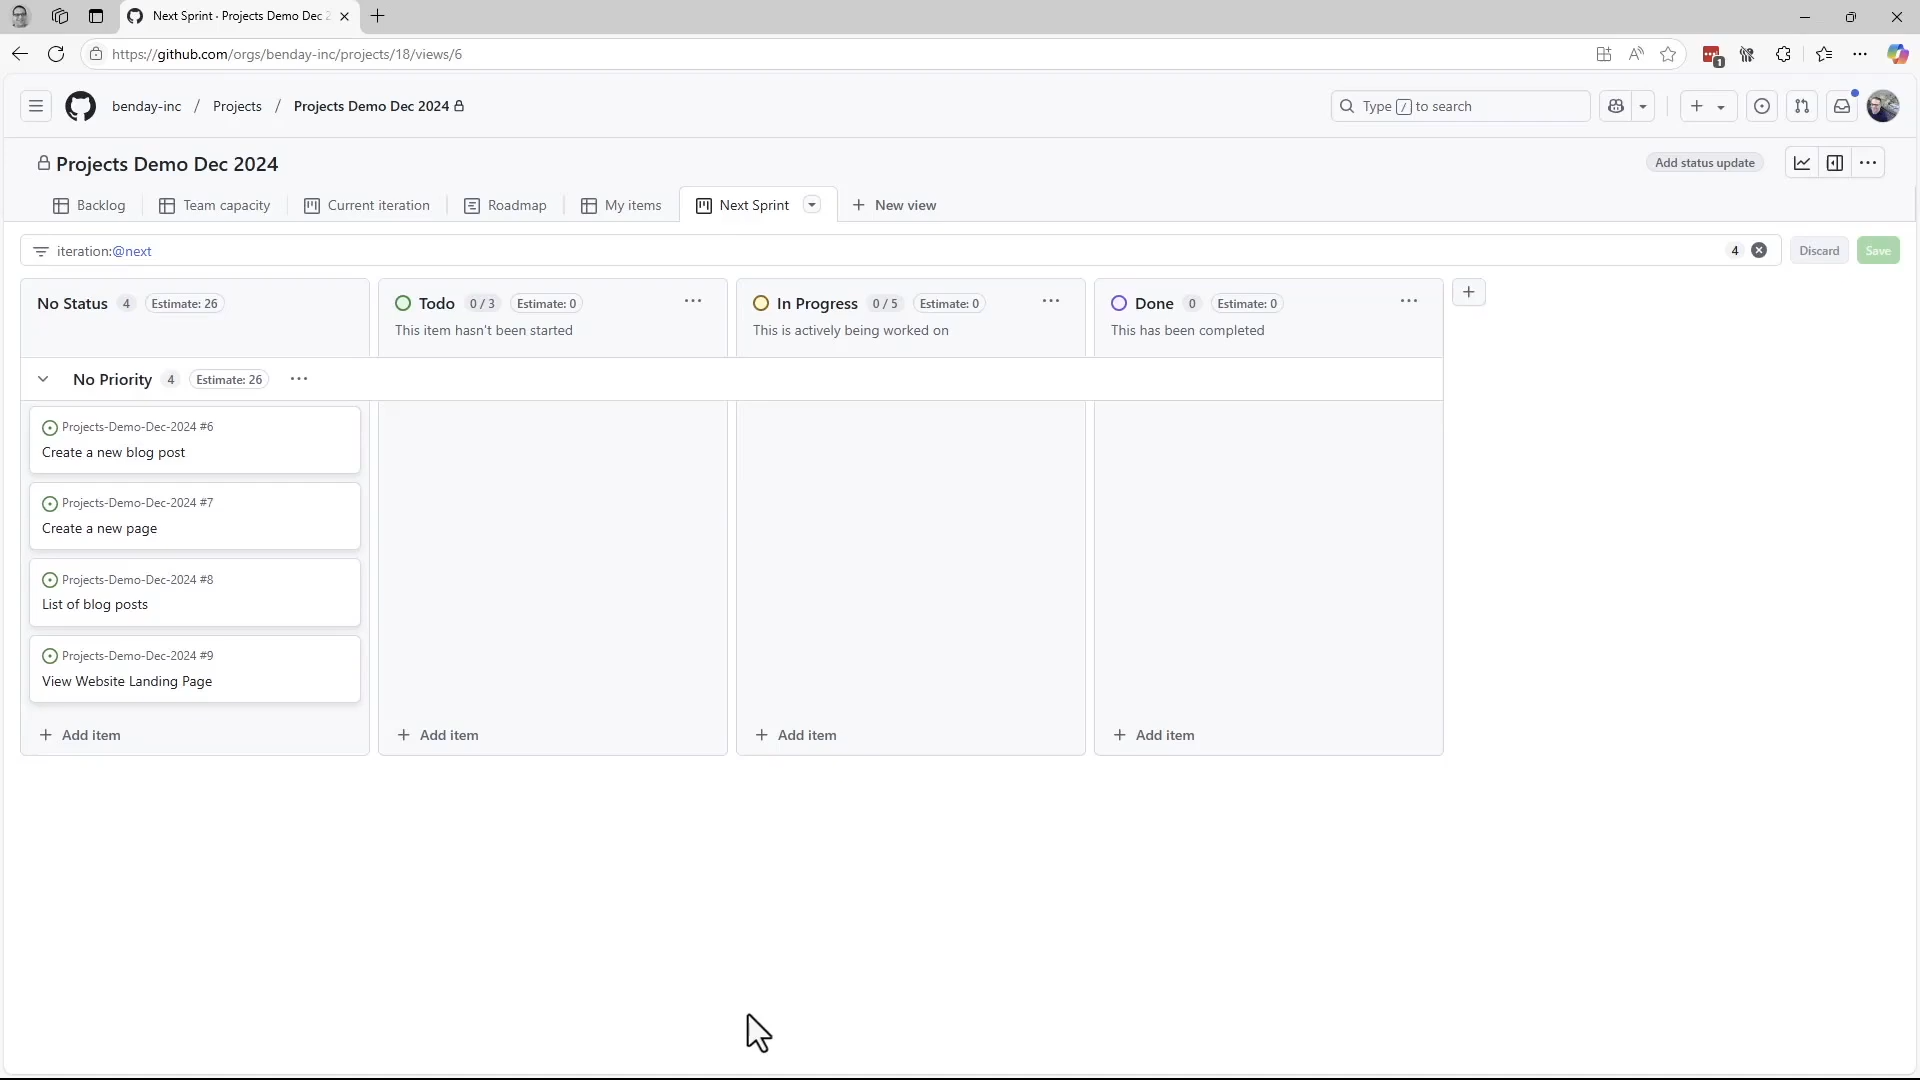 Next Sprint · Projects Demo Dec 2
https://github.com/orgs/benday-inc/projects/18/views/6
1
benday-inc / Projects / Projects Demo Dec 2024
Type / to search
Projects Demo Dec 2024
Add status update
Backlog
Team capacity
Current iteration
Roadmap
My items
Next Sprint
New view
iteration:@next
4
Discard
Save
No Status 4 Estimate: 26
Todo 0 / 3 Estimate: 0
This item hasn't been started
In Progress 0 / 5 Estimate: 0
This is actively being worked on
Done 0 Estimate: 0
This has been completed
No Priority 4 Estimate: 26
Projects-Demo-Dec-2024 #6
Create a new blog post
Projects-Demo-Dec-2024 #7
Create a new page
Projects-Demo-Dec-2024 #8
List of blog posts
Projects-Demo-Dec-2024 #9
View Website Landing Page
+ Add item
+ Add item
+ Add item
+ Add item